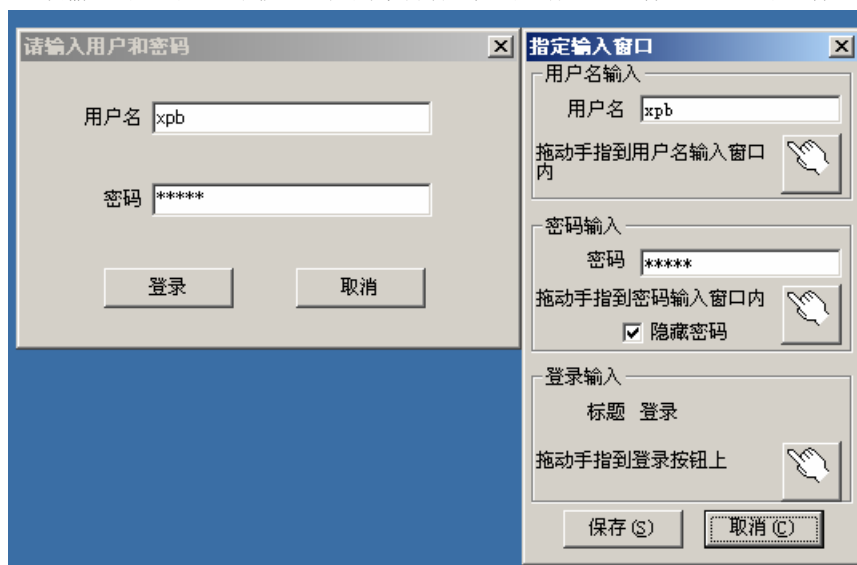 请输入用户和密码
用户名 xpb
密码 *****
登录 取消
指定输入窗口
用户名输入
用户名 xpb
拖动手指到用户名输入窗口
内
密码输入
密码 *****
拖动手指到密码输入窗口内
隐藏密码
登录输入
标题 登录
拖动手指到登录按钮上
保存(S) 取消(C)